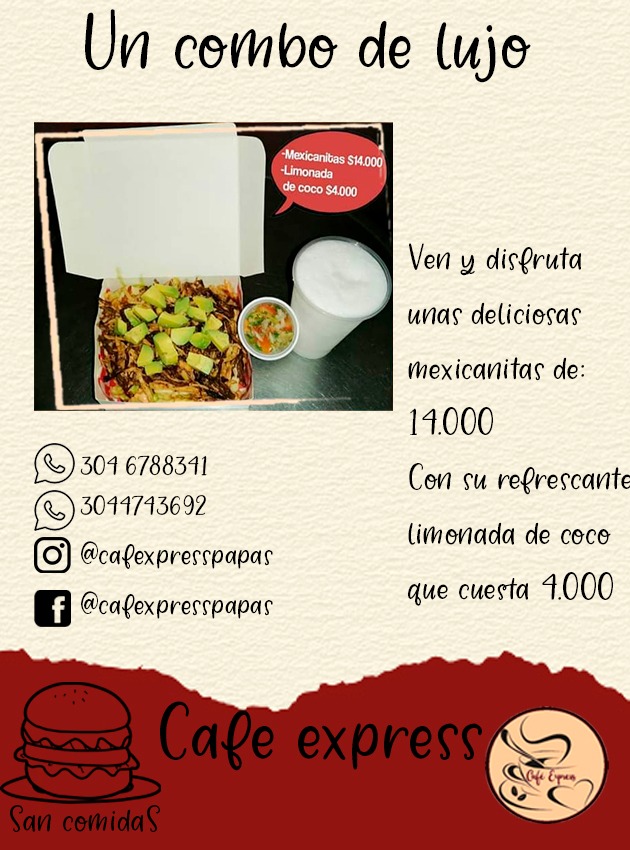 Un combo de lujo
-Mexicanitas $14.000
-Limonada
de coco $4.000
Ven y disfruta
unas deliciosas
mexicanitas de:
14.000
Con su refrescante
limonada de coco
que cuesta 4.000
304 6788341
3044743692
@cafexpresspapas
@cafexpresspapas
Cafe express
Café Express
San comidaS